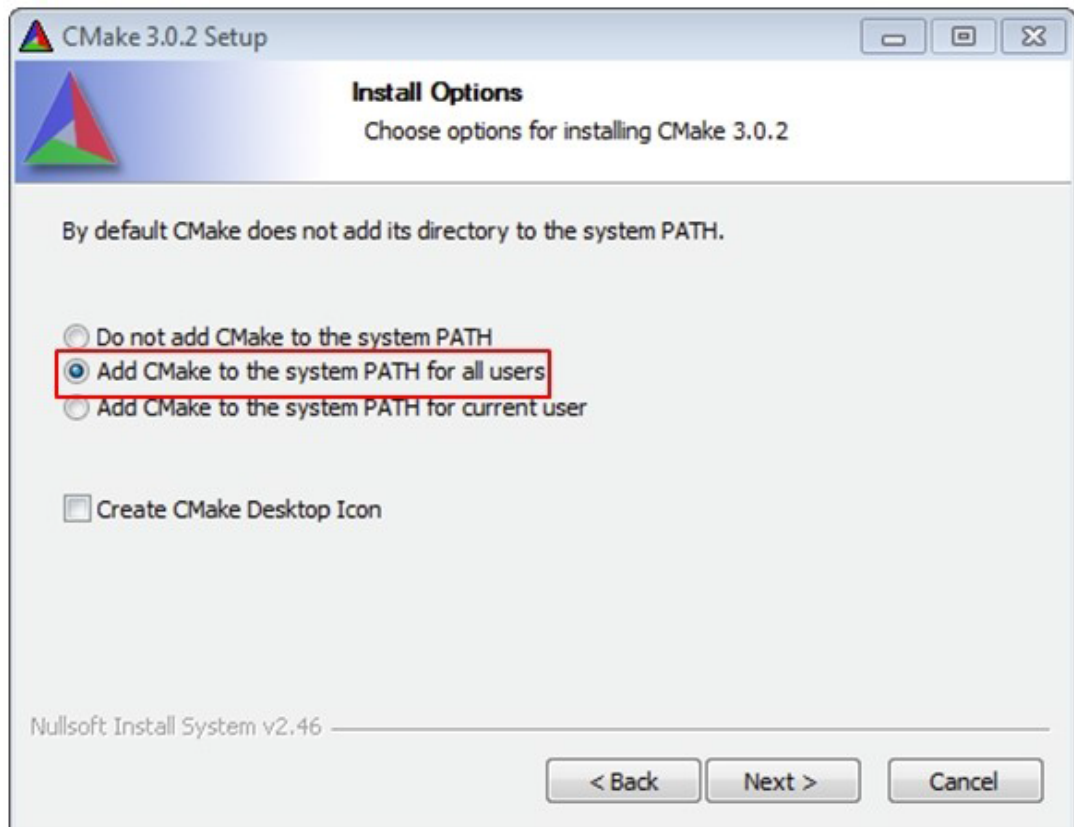 CMake 3.0.2 Setup
Install Options
Choose options for installing CMake 3.0.2
By default CMake does not add its directory to the system PATH.
Do not add CMake to the system PATH
Add CMake to the system PATH for all users
Add CMake to the system PATH for current user
Create CMake Desktop Icon
Nullsoft Install System v2.46
< Back Next > Cancel